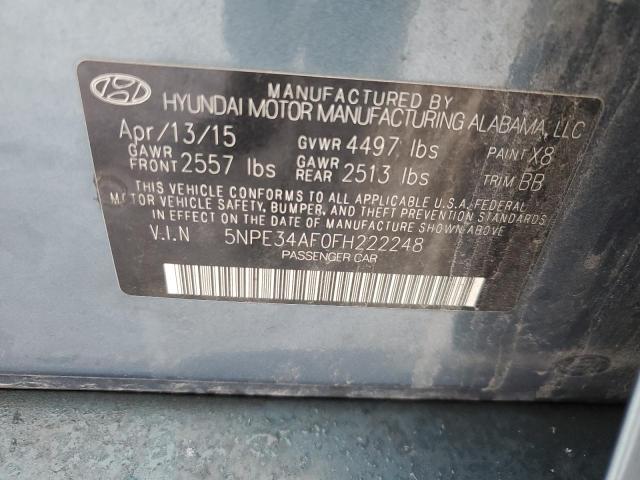 MANUFACTURED BY
HYUNDAI MOTOR MANUFACTURING ALABAMA, LLC
Apr/13/15 GVWR 4497 lbs PAINT X8
GAWR FRONT 2557 lbs GAWR REAR 2513 lbs TRIM BB
THIS VEHICLE CONFORMS TO ALL APPLICABLE U.S.A. FEDERAL
MOTOR VEHICLE SAFETY, BUMPER, AND THEFT PREVENTION
STANDARDS IN EFFECT ON THE DATE OF MANUFACTURE SHOWN ABOVE.
V.I.N 5NPE34AF0FH222248
PASSENGER CAR